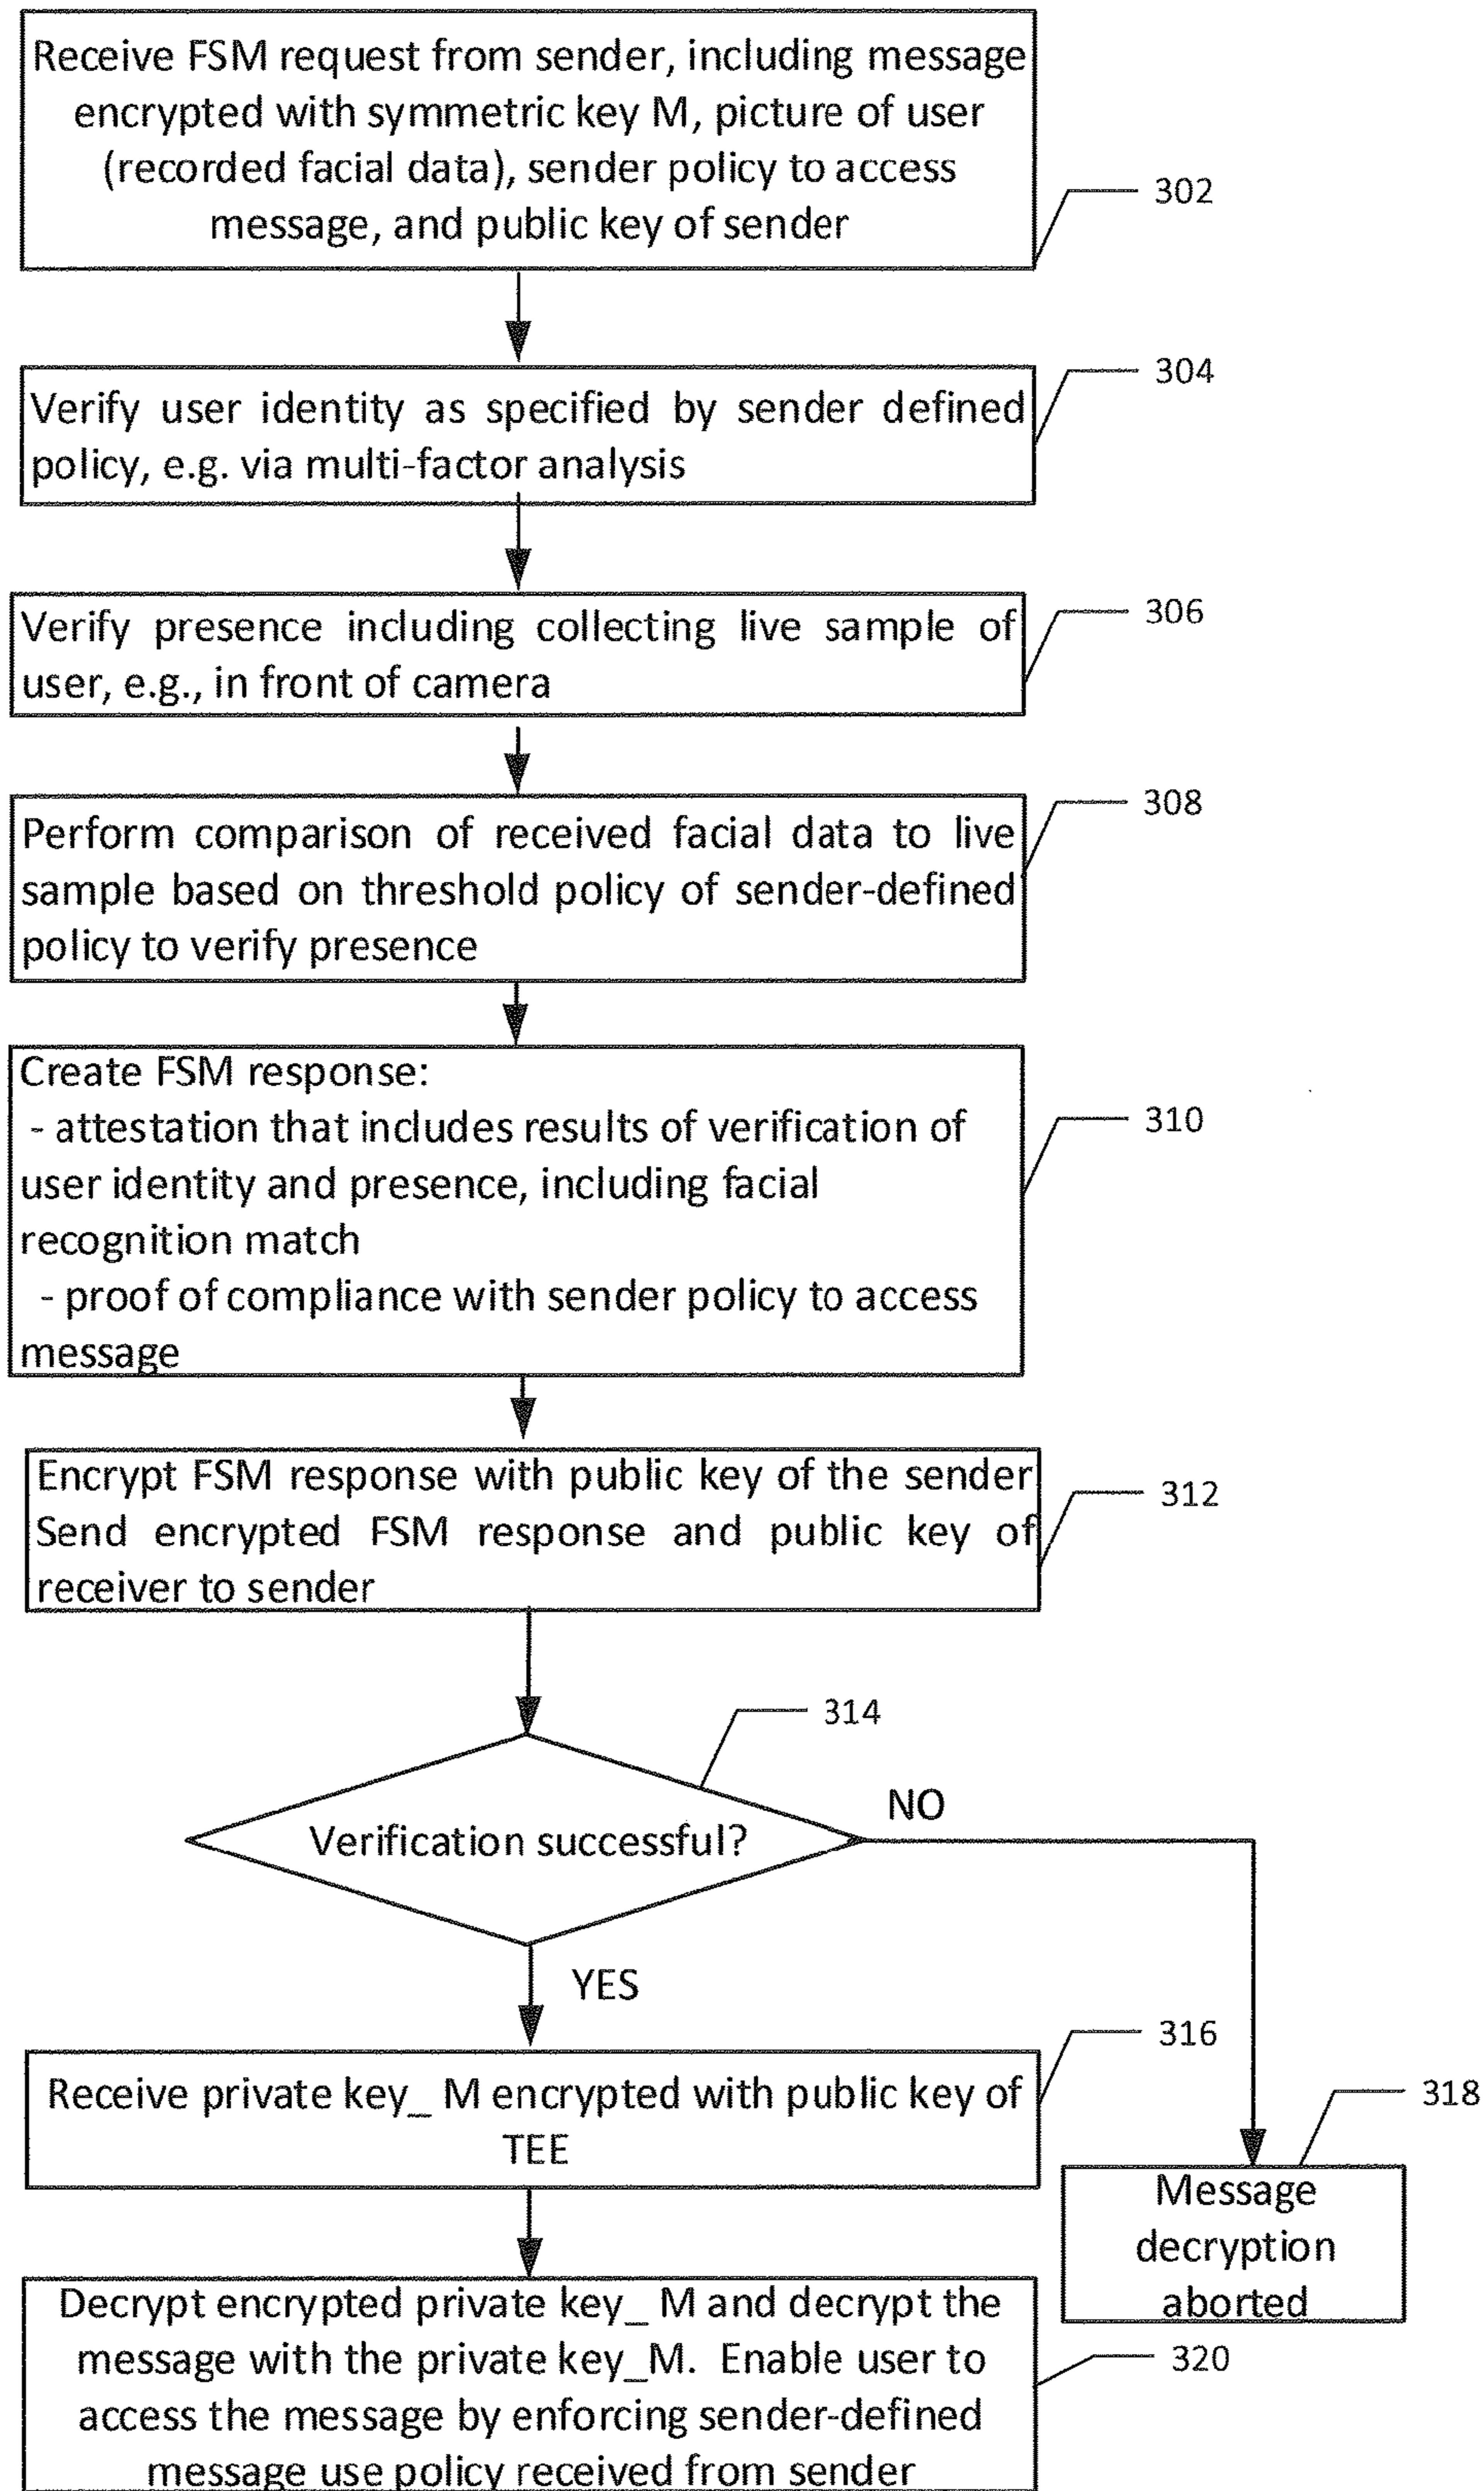 Receive FSM request from sender, including message
encrypted with symmetric key M, picture of user
(recorded facial data), sender policy to access
message, and public key of sender
302
304
Verify user identity as specified by sender defined
policy, e.g. via multi-factor analysis
306
Verify presence including collecting live sample of
user, e.g., in front of camera
308
Perform comparison of received facial data to live
sample based on threshold policy of sender-defined
policy to verify presence
Create FSM response:
- attestation that includes results of verification of
user identity and presence, including facial
recognition match
- proof of compliance with sender policy to access
message
310
Encrypt FSM response with public key of the sender
Send encrypted FSM response and public key of
receiver to sender
312
314
NO
Verification successful?
YES
316
Receive private key_ M encrypted with public key of
TEE
318
Message
decryption
aborted
Decrypt encrypted private key_ M and decrypt the
message with the private key_M. Enable user to
access the message by enforcing sender-defined
message use policy received from sender
320